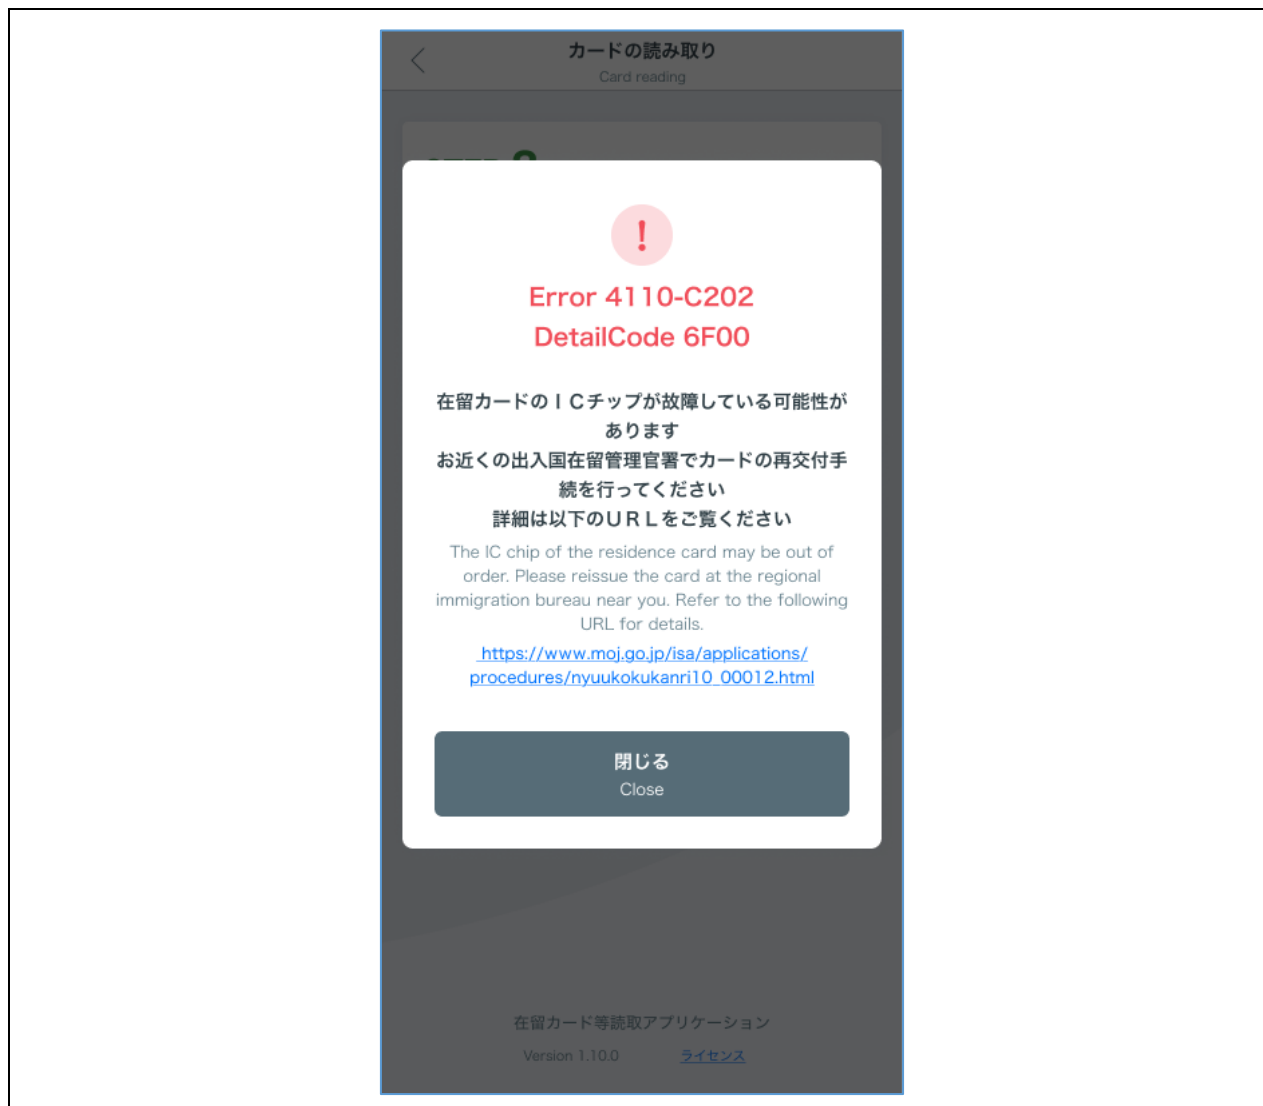 カードの読み取り
Card reading
Error 4110-C202
DetailCode 6F00
在留カードのＩＣチップが故障している可能性が
あります
お近くの出入国在留管理官署でカードの再交付手
続を行ってください
詳細は以下のＵＲＬをご覧ください
The IC chip of the residence card may be out of
order. Please reissue the card at the regional
immigration bureau near you. Refer to the following
URL for details.
https://www.moj.go.jp/isa/applications/
procedures/nyuukokukanri10_00012.html
閉じる
Close
在留カード等読取アプリケーション
Version 1.10.0 ライセンス